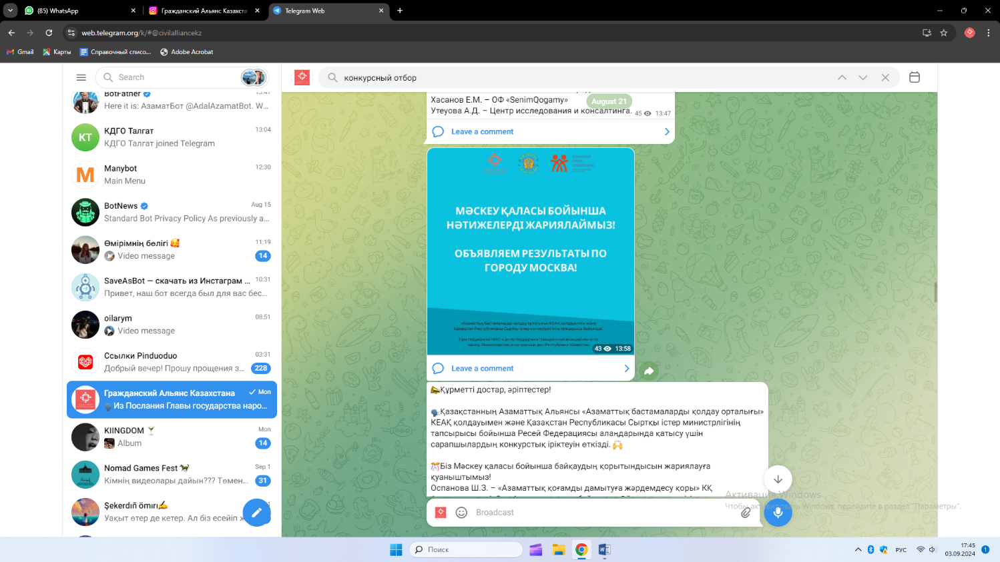 (85) WhatsApp
Гражданский Альянс Казахста
Telegram Web
web.telegram.org/k/#@civilalliancekz
Gmail
Карты
Справочный списо...
Adobe Acrobat
Search
BotFather
13:47
Here it is: АзаматБот @AdalAzamatBot. W...
КТ
КДГО Талгат
13:04
КДГО Талгат joined Telegram
M
Manybot
12:30
Main Menu
BotNews
Aug 15
Standard Bot Privacy Policy As previously a...
Өмірімнің бөлігі 🥰
11:19
Video message
14
SaveAsBot — скачать из Инстаграм ...
10:31
Привет, наш бот всегда был для вас бес...
oilarym
08:51
Video message
Ссылки Pinduoduo
03:31
Добрый вечер! Прошу прощения з...
228
Гражданский Альянс Казахстана
Mon
🗣Из Послания Главы государства наро...
KIINGDOM 🍸
Mon
Album
14
Nomad Games Fest 🐎
Sep 1
Кімнің видеолары дайын??? Төмен...
31
Şekerdıñ ömırı✍
Уақыт өтер де кетер. Ал біз есейіп ж
конкурсный отбор
August 21
Хасанов Е.М. – ОФ «SenimQogamy»
Утеуова А.Д. – Центр исследования и консалтинга.
45
13:47
Leave a comment
МӘСКЕУ ҚАЛАСЫ БОЙЫНША
НӘТИЖЕЛЕРДІ ЖАРИЯЛАЙМЫЗ!
ОБЪЯВЛЯЕМ РЕЗУЛЬТАТЫ ПО
ГОРОДУ МОСКВА!
«Азаматтық бастамаларды қолдау орталығы» КЕАҚ қолдауымен және
Қазақстан Республикасы Сыртқы істер министрлігінің тапсырысы бойынша.
При поддержке НАО «Центр поддержки гражданских инициатив» и по
заказу Министерства иностранных дел Республики Казахстан.
43
13:58
Leave a comment
📣Құрметті достар, әріптестер!
🗣Қазақстанның Азаматтық Альянсы «Азаматтық бастамаларды қолдау орталығы»
КЕАҚ қолдауымен және Қазақстан Республикасы Сыртқы істер министрлігінің
тапсырысы бойынша Ресей Федерациясы алаңдарында қатысу үшін
сарапшылардың конкурстық іріктеуін өткізді. 🙌
🎊Біз Мәскеу қаласы бойынша байқаудың қорытындысын жариялауға
қуаныштымыз!
Оспанова Ш.З. – «Азаматтық қоғамды дамытуға жәрдемдесу қоры» ҚҚ
Broadcast
Активация Windows
Чтобы активировать Windows, перейдите в раздел "Параметры".
Поиск
РУС
17:45
03.09.2024
1